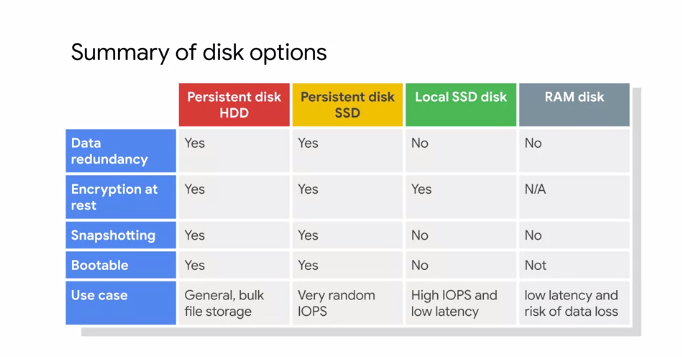 Summary of disk options
Persistent disk HDD
Persistent disk SSD
Local SSD disk
RAM disk
Data redundancy
Yes
Yes
No
No
Encryption at rest
Yes
Yes
Yes
N/A
Snapshotting
Yes
Yes
No
No
Bootable
Yes
Yes
No
Not
Use case
General, bulk file storage
Very random IOPS
High IOPS and low latency
low latency and risk of data loss